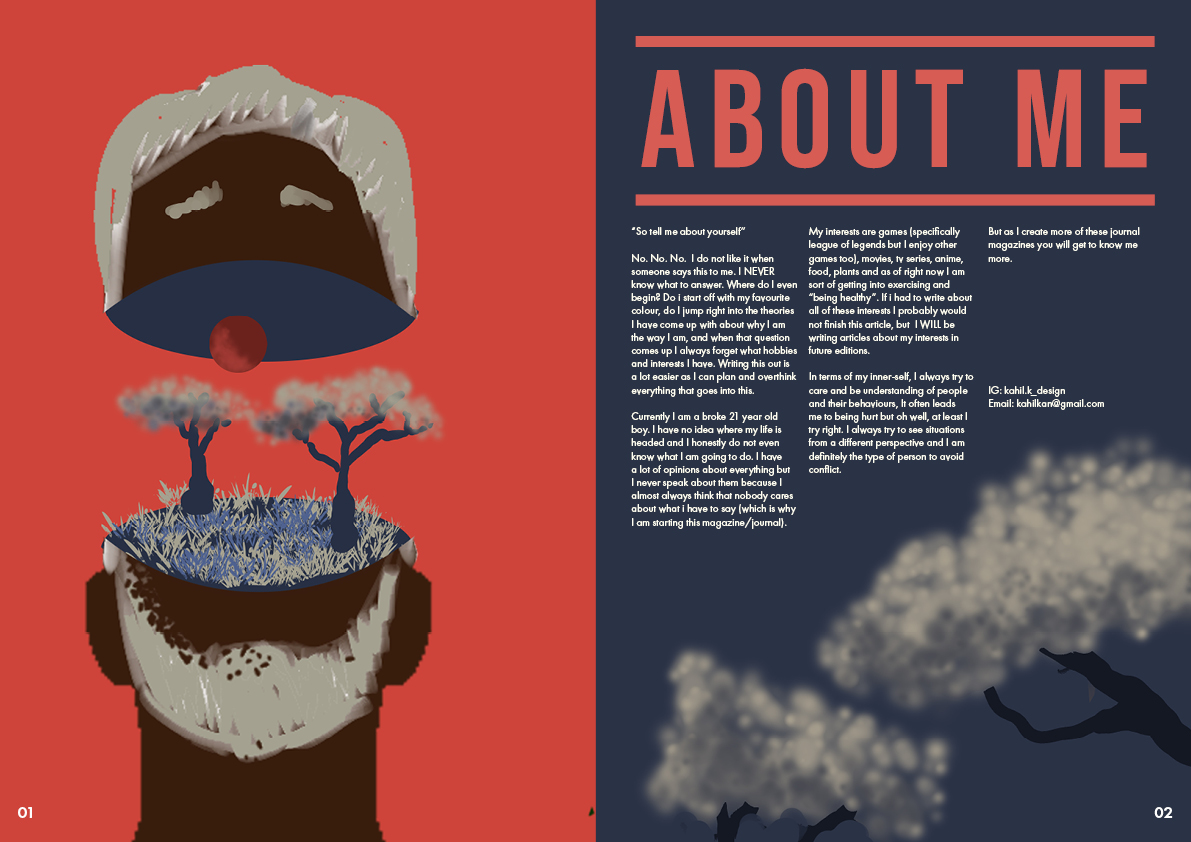 ABOUT ME
“So tell me about yourself”
No. No. No.  I do not like it when
someone says this to me. I NEVER
know what to answer. Where do I even
begin? Do i start off with my favourite
colour, do I jump right into the theories
I have come up with about why I am
the way I am, and when that question
comes up I always forget what hobbies
and interests I have. Writing this out is
a lot easier as I can plan and overthink
everything that goes into this.
Currently I am a broke 21 year old
boy. I have no idea where my life is
headed and I honestly do not even
know what I am going to do. I have
a lot of opinions about everything but
I never speak about them because I
almost always think that nobody cares
about what i have to say (which is why
I am starting this magazine/journal).
My interests are games (specifically
league of legends but I enjoy other
games too), movies, tv series, anime,
food, plants and as of right now I am
sort of getting into exercising and
“being healthy”. If i had to write about
all of these interests I probably would
not finish this article, but  I WILL be
writing articles about my interests in
future editions.
In terms of my inner-self, I always try to
care and be understanding of people
and their behaviours, It often leads
me to being hurt but oh well, at least I
try right. I always try to see situations
from a different perspective and I am
definitely the type of person to avoid
conflict.
But as I create more of these journal
magazines you will get to know me
more.
IG: kahil.k_design
Email: kahilkan@gmail.com
01
02